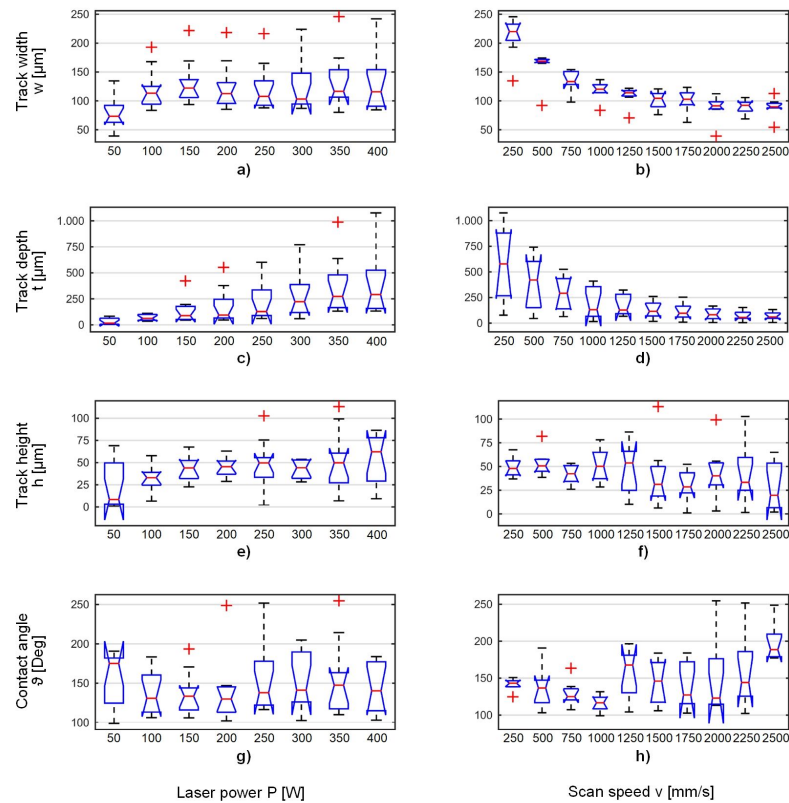 Track width
w [µm]
250
200
150
100
50
50 100 150 200 250 300 350 400
a)
250
200
150
100
50
250 500 750 1000 1250 1500 1750 2000 2250 2500
b)
Track depth
t [µm]
1.000
750
500
250
0
50 100 150 200 250 300 350 400
c)
1.000
750
500
250
0
250 500 750 1000 1250 1500 1750 2000 2250 2500
d)
Track height
h [µm]
100
75
50
25
0
50 100 150 200 250 300 350 400
e)
100
75
50
25
0
250 500 750 1000 1250 1500 1750 2000 2250 2500
f)
Contact angle
ϑ [Deg]
250
200
150
100
50 100 150 200 250 300 350 400
g)
250
200
150
100
250 500 750 1000 1250 1500 1750 2000 2250 2500
h)
Laser power P [W]
Scan speed v [mm/s]